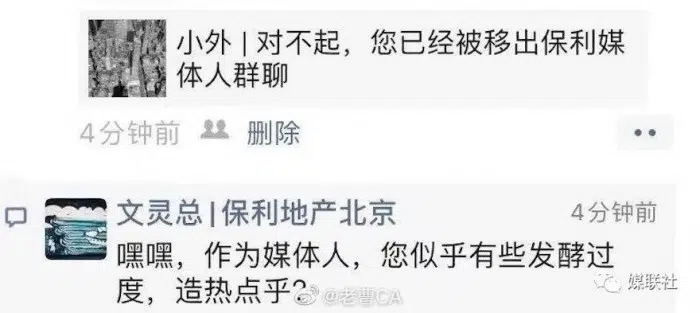 小外 | 对不起，您已经被移出保利媒
体人群聊
4分钟前 删除
文灵总 | 保利地产北京 4分钟前
嘿嘿，作为媒体人，您似乎有些发酵过
度，造热点乎?
@老曹CA
媒联社